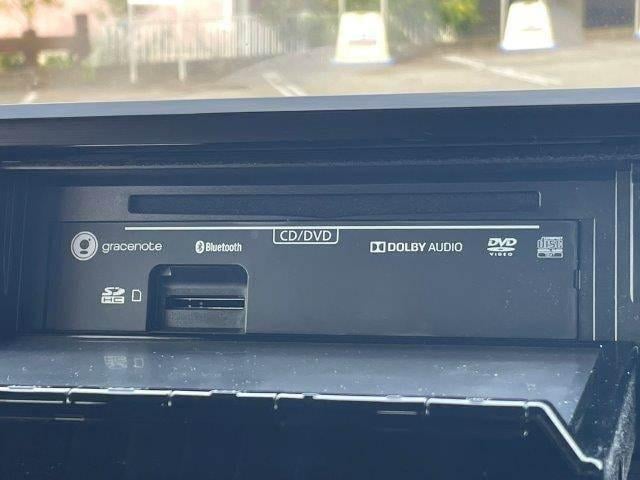 gracenote
Bluetooth
CD/DVD
DOLBY AUDIO
DVD
VIDEO
SD
HC